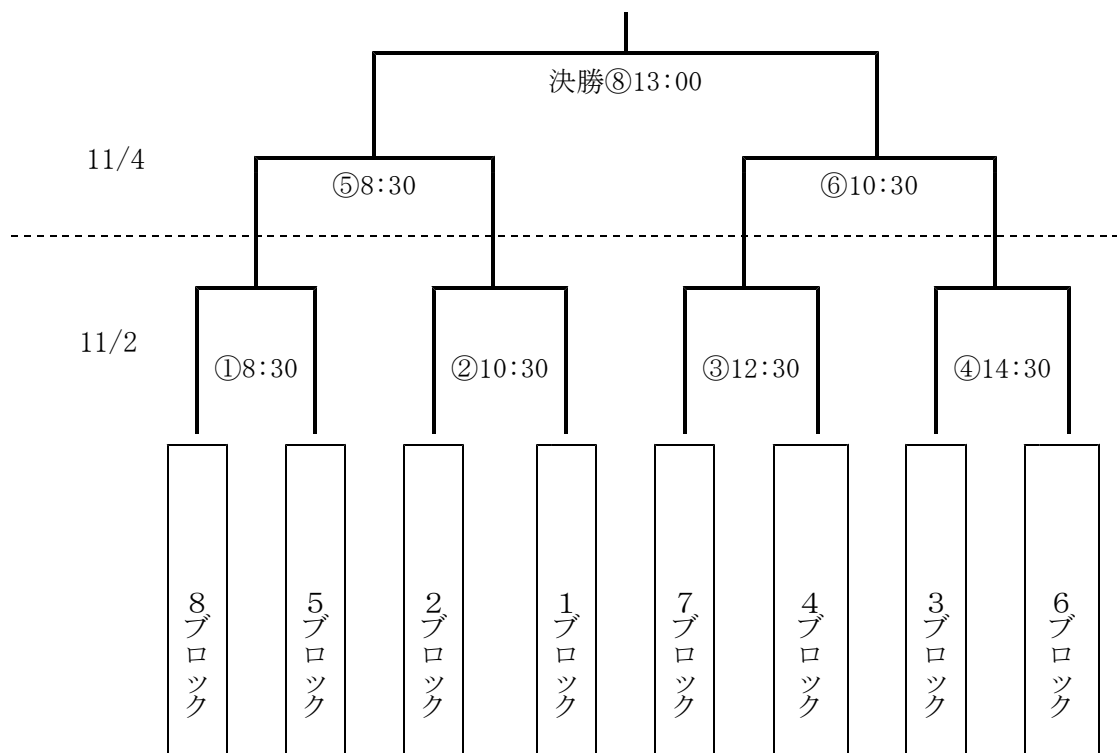 決勝⑧13:00
11/4
⑤8:30
⑥10:30
11/2
①8:30
②10:30
③12:30
④14:30
８ブロック
５ブロック
２ブロック
１ブロック
７ブロック
４ブロック
３ブロック
６ブロック